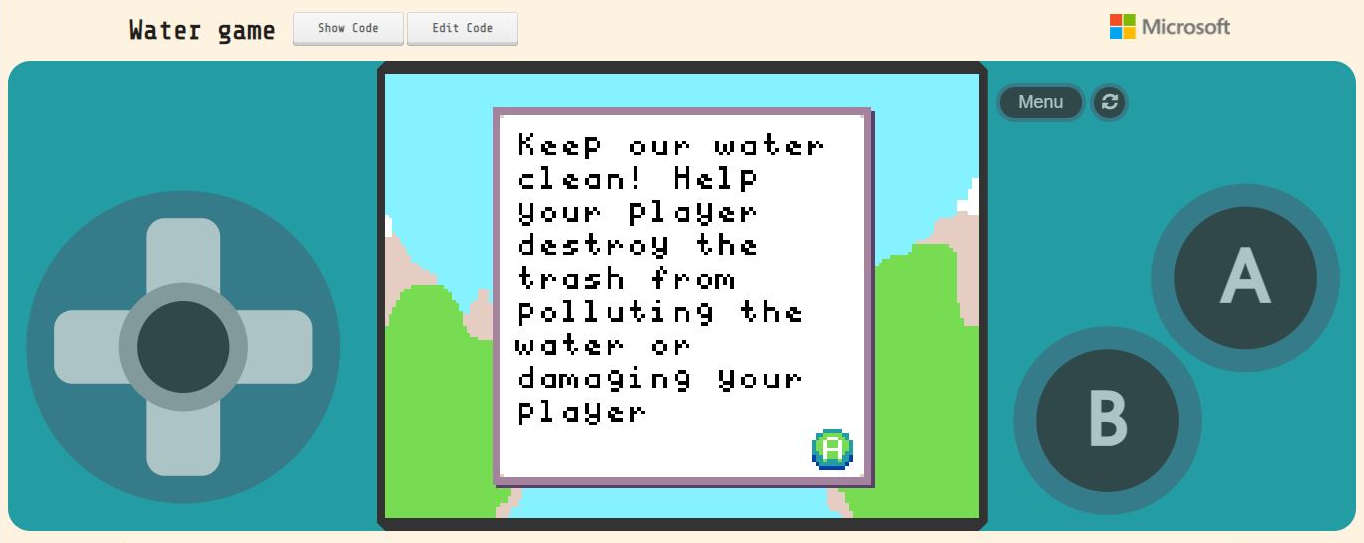 Water game
Show Code
Edit Code
Microsoft
Menu
Keep our water
clean! Help
your player
destroy the
trash from
polluting the
water or
damaging your
player
A
A
B